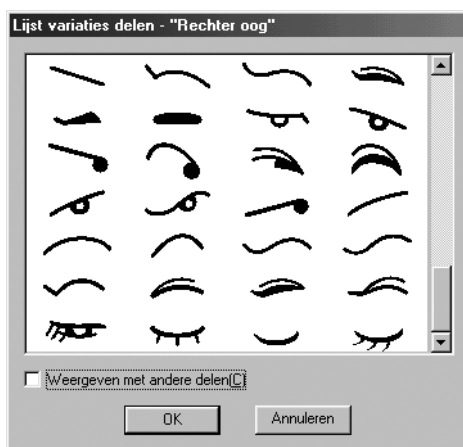 Lijst variaties delen - "Rechter oog"
Weergeven met andere delen(C)
OK
Annuleren